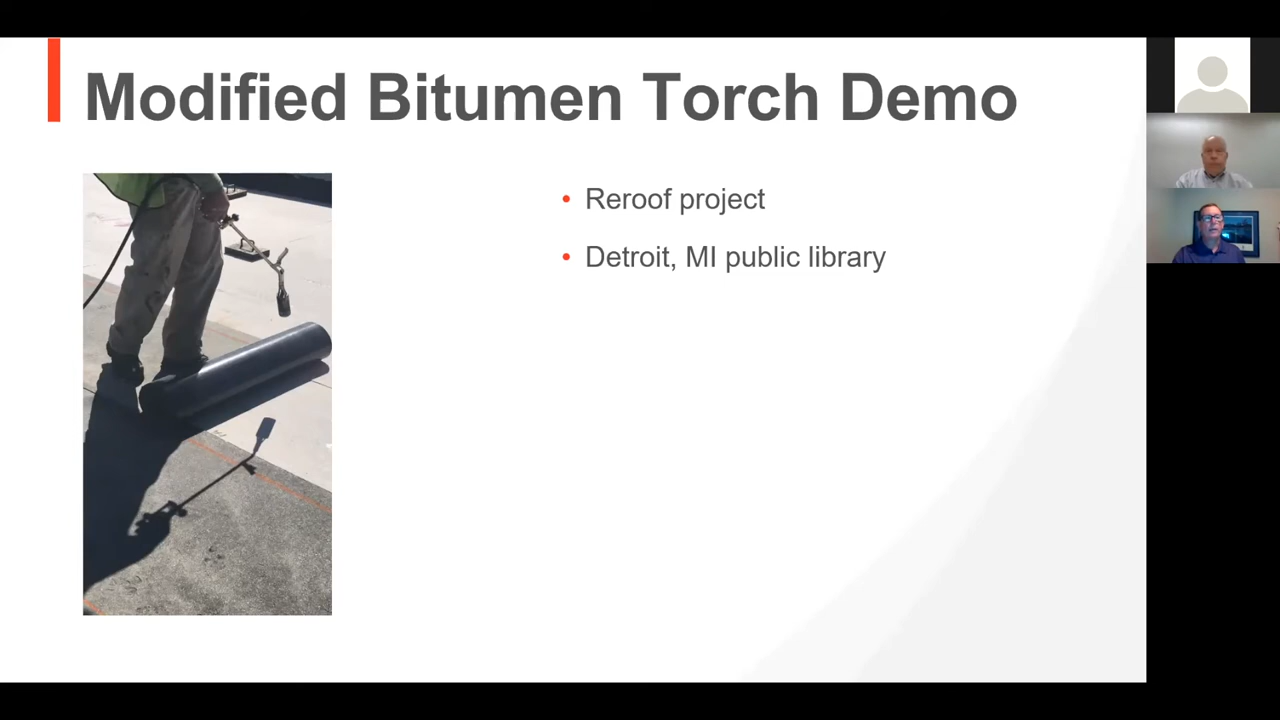 Modified Bitumen Torch Demo
• Reroof project
• Detroit, MI public library